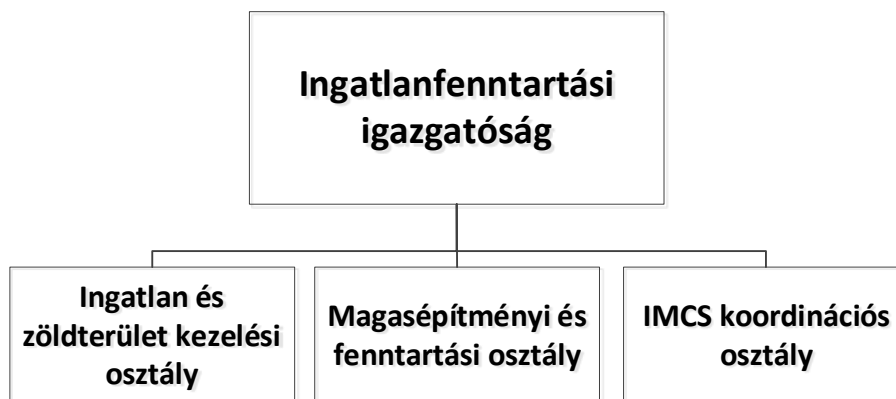 Ingatlanfenntartási
igazgatóság
Ingatlan és
zöldterület kezelési
osztály
Magasépítményi és
fenntartási osztály
IMCS koordinációs
osztály